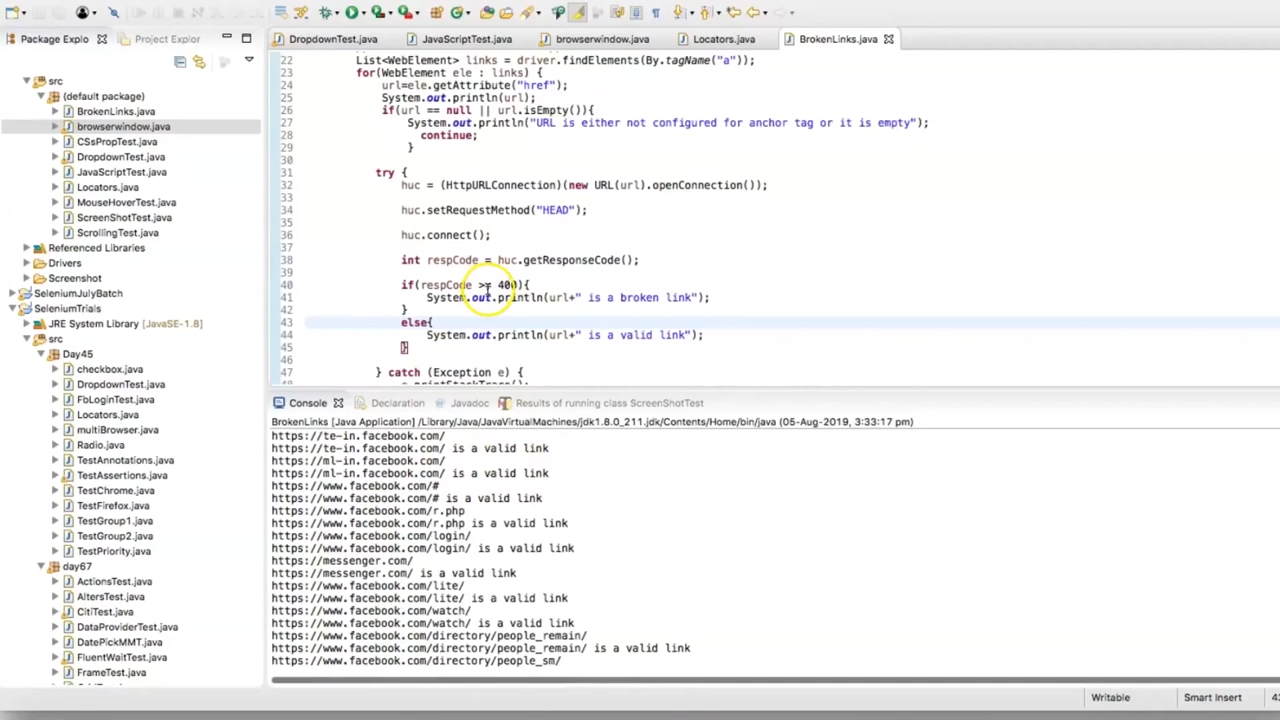 Package Explo
Project Explor
DropdownTest.java
JavaScriptTest.java
browserwindow.java
Locators.java
BrokenLinks.java
src
(default package)
BrokenLinks.java
browserwindow.java
CSsPropTest.java
DropdownTest.java
JavaScriptTest.java
Locators.java
MouseHoverTest.java
ScreenShotTest.java
ScrollingTest.java
Referenced Libraries
Drivers
Screenshot
SeleniumJulyBatch
SeleniumTrials
JRE System Library [JavaSE-1.8]
src
Day45
checkbox.java
DropdownTest.java
FbLoginTest.java
Locators.java
multiBrowser.java
Radio.java
TestAnnotations.java
TestAssertions.java
TestChrome.java
TestFirefox.java
TestGroup1.java
TestGroup2.java
TestPriority.java
day67
ActionsTest.java
AltersTest.java
CitiTest.java
DataProviderTest.java
DatePickMMT.java
FluentWaitTest.java
FrameTest.java
22 List<WebElement> links = driver.findElements(By.tagName("a"));
23 for(WebElement ele : links) {
24 url=ele.getAttribute("href");
25 System.out.println(url);
26 if(url == null || url.isEmpty()){
27 System.out.println("URL is either not configured for anchor tag or it is empty");
28 continue;
29 }
30
31 try {
32 huc = (HttpURLConnection)(new URL(url).openConnection());
33
34 huc.setRequestMethod("HEAD");
35
36 huc.connect();
37
38 int respCode = huc.getResponseCode();
39
40 if(respCode >= 400){
41 System.out.println(url+" is a broken link");
42 }
43 else{
44 System.out.println(url+" is a valid link");
45 }
46
47 } catch (Exception e) {
48 e.printStackTrace();
Console
Declaration
Javadoc
Results of running class ScreenShotTest
BrokenLinks [Java Application] /Library/Java/JavaVirtualMachines/jdk1.8.0_211.jdk/Contents/Home/bin/java (05-Aug-2019, 3:33:17 pm)
https://te-in.facebook.com/
https://te-in.facebook.com/ is a valid link
https://ml-in.facebook.com/
https://ml-in.facebook.com/ is a valid link
https://www.facebook.com/#
https://www.facebook.com/# is a valid link
https://www.facebook.com/r.php
https://www.facebook.com/r.php is a valid link
https://www.facebook.com/login/
https://www.facebook.com/login/ is a valid link
https://messenger.com/
https://messenger.com/ is a valid link
https://www.facebook.com/lite/
https://www.facebook.com/lite/ is a valid link
https://www.facebook.com/watch/
https://www.facebook.com/watch/ is a valid link
https://www.facebook.com/directory/people_remain/
https://www.facebook.com/directory/people_remain/ is a valid link
https://www.facebook.com/directory/people_sm/
Writable
Smart Insert